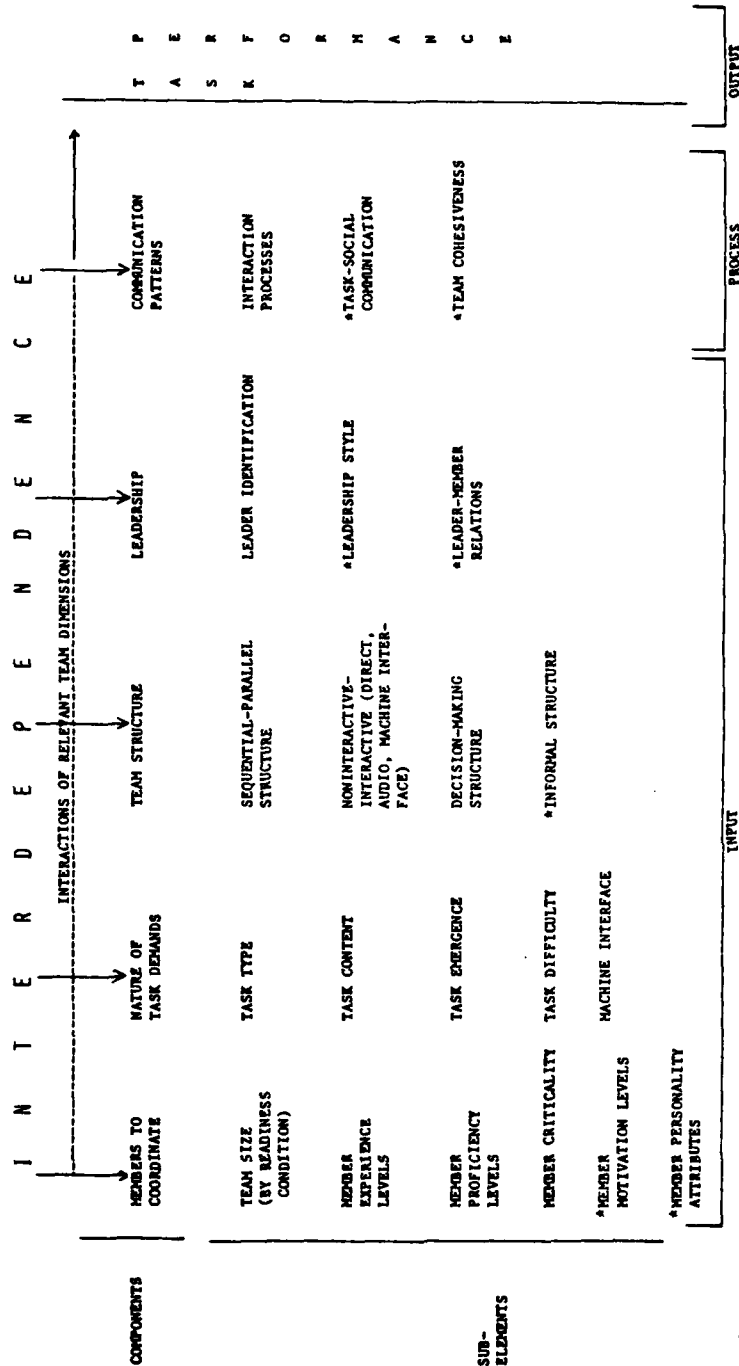 I N T E R D E P E N D E N C E
INTERACTIONS OF RELEVANT TEAM DIMENSIONS
COMPONENTS
MEMBERS TO
COORDINATE
NATURE OF
TASK DEMANDS
TEAM STRUCTURE
LEADERSHIP
COMMUNICATION
PATTERNS
SUB-
ELEMENTS
TEAM SIZE
(BY READINESS
CONDITION)
MEMBER
EXPERIENCE
LEVELS
MEMBER
PROFICIENCY
LEVELS
MEMBER CRITICALITY
*MEMBER
MOTIVATION LEVELS
*MEMBER PERSONALITY
ATTRIBUTES
TASK TYPE
TASK CONTENT
TASK EMERGENCE
TASK DIFFICULTY
MACHINE INTERFACE
SEQUENTIAL-PARALLEL
STRUCTURE
NONINTERACTIVE-
INTERACTIVE (DIRECT,
AUDIO, MACHINE INTER-
FACE)
DECISION-MAKING
STRUCTURE
*INFORMAL STRUCTURE
LEADER IDENTIFICATION
*LEADERSHIP STYLE
*LEADER-MEMBER
RELATIONS
INTERACTION
PROCESSES
*TASK-SOCIAL
COMMUNICATION
*TEAM COHESIVENESS
T A S K
P E R F O R M A N C E
INPUT
PROCESS
OUTPUT